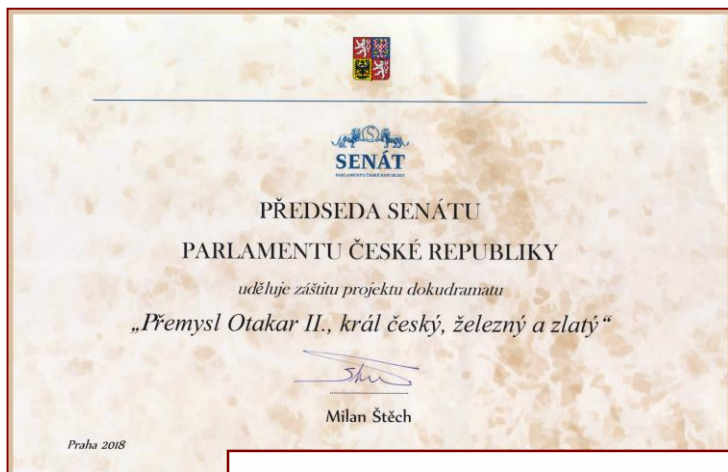 SENÁT
PARLAMENTU ČESKÉ REPUBLIKY
PŘEDSEDA SENÁTU
PARLAMENTU ČESKÉ REPUBLIKY
uděluje záštitu projektu dokudramatu
„Přemysl Otakar II., král český, železný a zlatý“
Milan Štěch
Praha 2018